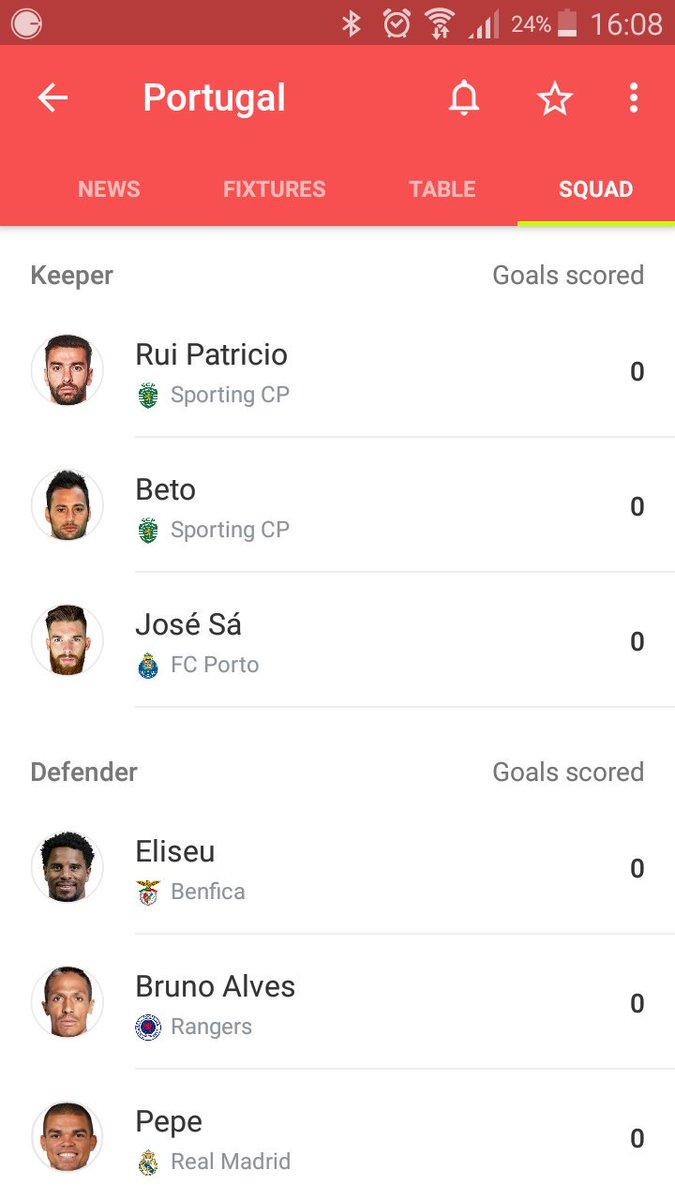 24% 16:08
Portugal
NEWS FIXTURES TABLE SQUAD
Keeper Goals scored
Rui Patricio
Sporting CP
0
Beto
Sporting CP
0
José Sá
FC Porto
0
Defender Goals scored
Eliseu
Benfica
0
Bruno Alves
Rangers
0
Pepe
Real Madrid
0